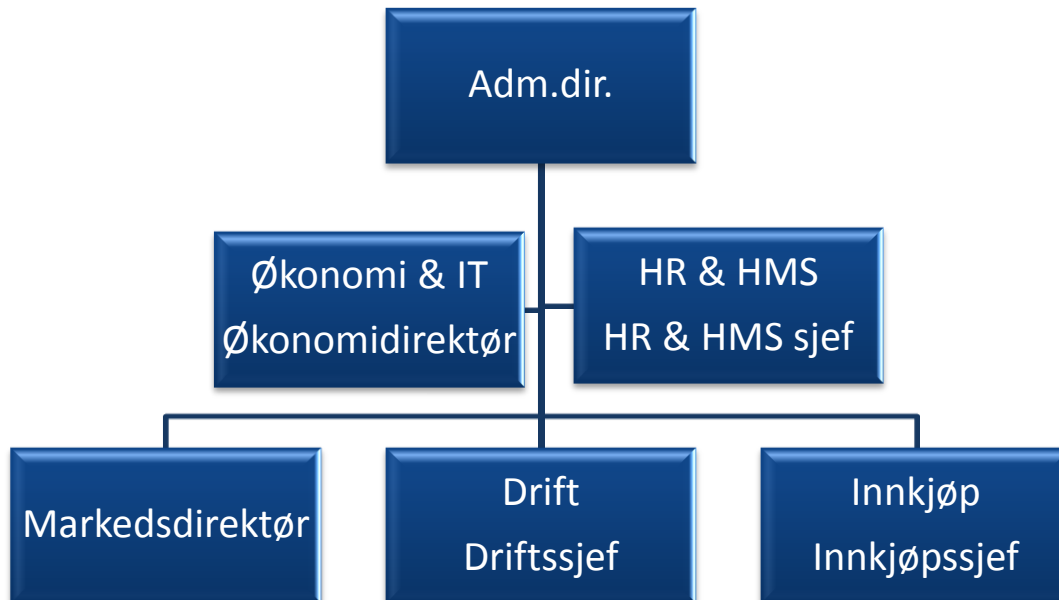 Adm.dir.
Økonomi & IT
Økonomidirektør
HR & HMS
HR & HMS sjef
Markedsdirektør
Drift
Driftssjef
Innkjøp
Innkjøpssjef